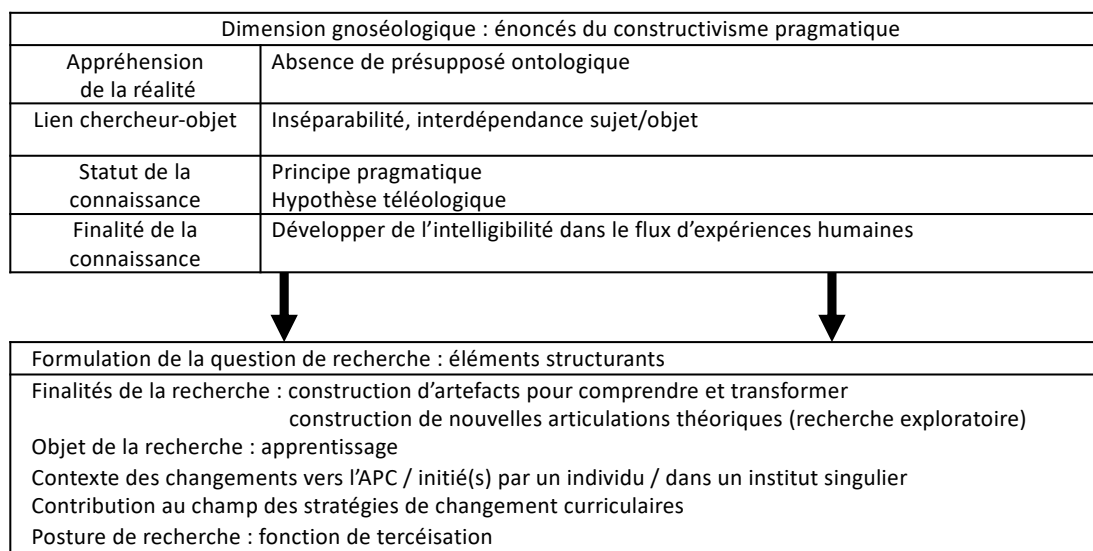 Dimension gnoséologique : énoncés du constructivisme pragmatique
Appréhension
de la réalité
Absence de présupposé ontologique
Lien chercheur-objet
Inséparabilité, interdépendance sujet/objet
Statut de la
connaissance
Principe pragmatique
Hypothèse téléologique
Finalité de la
connaissance
Développer de l'intelligibilité dans le flux d'expériences humaines
Formulation de la question de recherche : éléments structurants
Finalités de la recherche : construction d'artefacts pour comprendre et transformer
construction de nouvelles articulations théoriques (recherche exploratoire)
Objet de la recherche : apprentissage
Contexte des changements vers l'APC / initié(s) par un individu / dans un institut singulier
Contribution au champ des stratégies de changement curriculaires
Posture de recherche : fonction de tercéisation